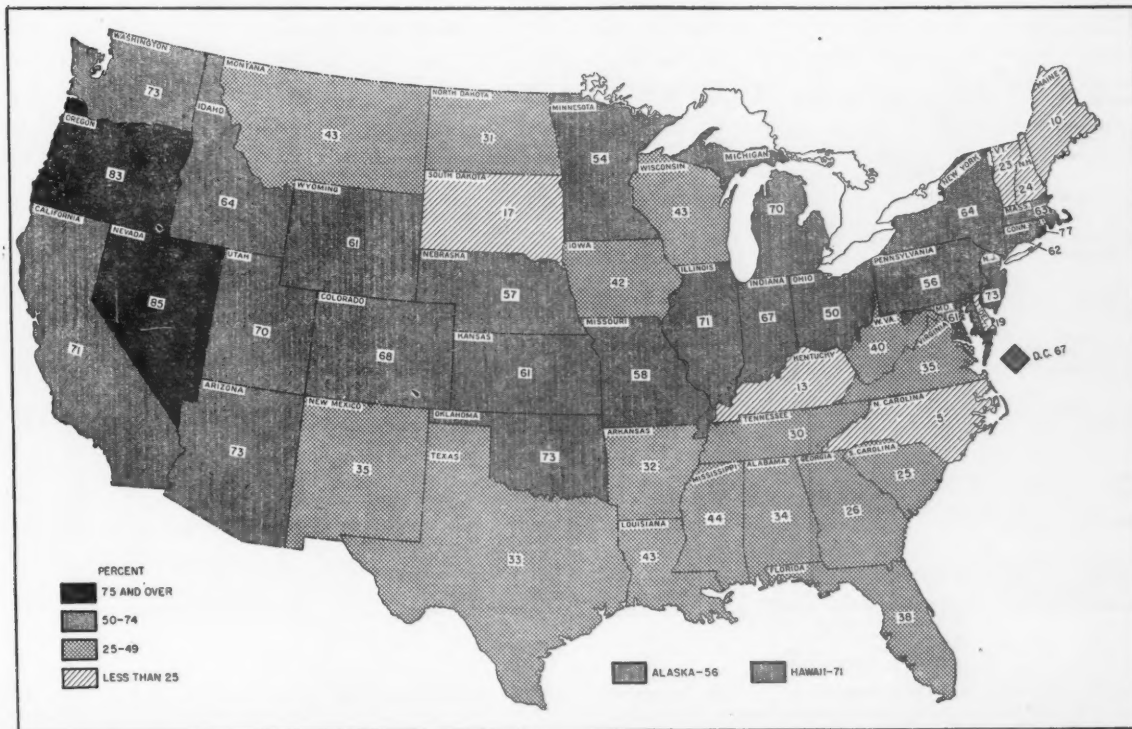 WASHINGTON
73
OREGON
83
CALIFORNIA
71
NEVADA
85
IDAHO
64
MONTANA
43
WYOMING
61
UTAH
70
COLORADO
68
ARIZONA
73
NEW MEXICO
35
NORTH DAKOTA
31
SOUTH DAKOTA
17
NEBRASKA
57
KANSAS
61
OKLAHOMA
73
TEXAS
33
MINNESOTA
54
IOWA
42
MISSOURI
58
ARKANSAS
32
LOUISIANA
43
WISCONSIN
43
ILLINOIS
71
MICHIGAN
70
INDIANA
67
OHIO
50
KENTUCKY
13
TENNESSEE
30
MISSISSIPPI
44
ALABAMA
34
GEORGIA
26
FLORIDA
38
S. CAROLINA
25
N. CAROLINA
5
VIRGINIA
35
W. VA.
40
PENNSYLVANIA
56
NEW YORK
64
VT.
23
N.H.
24
MAINE
10
MASS.
CONN.
77
62
N.J.
73
MD.
61
19
D.C. 67
PERCENT
75 AND OVER
50-74
25-49
LESS THAN 25
ALASKA-56
HAWAII-71